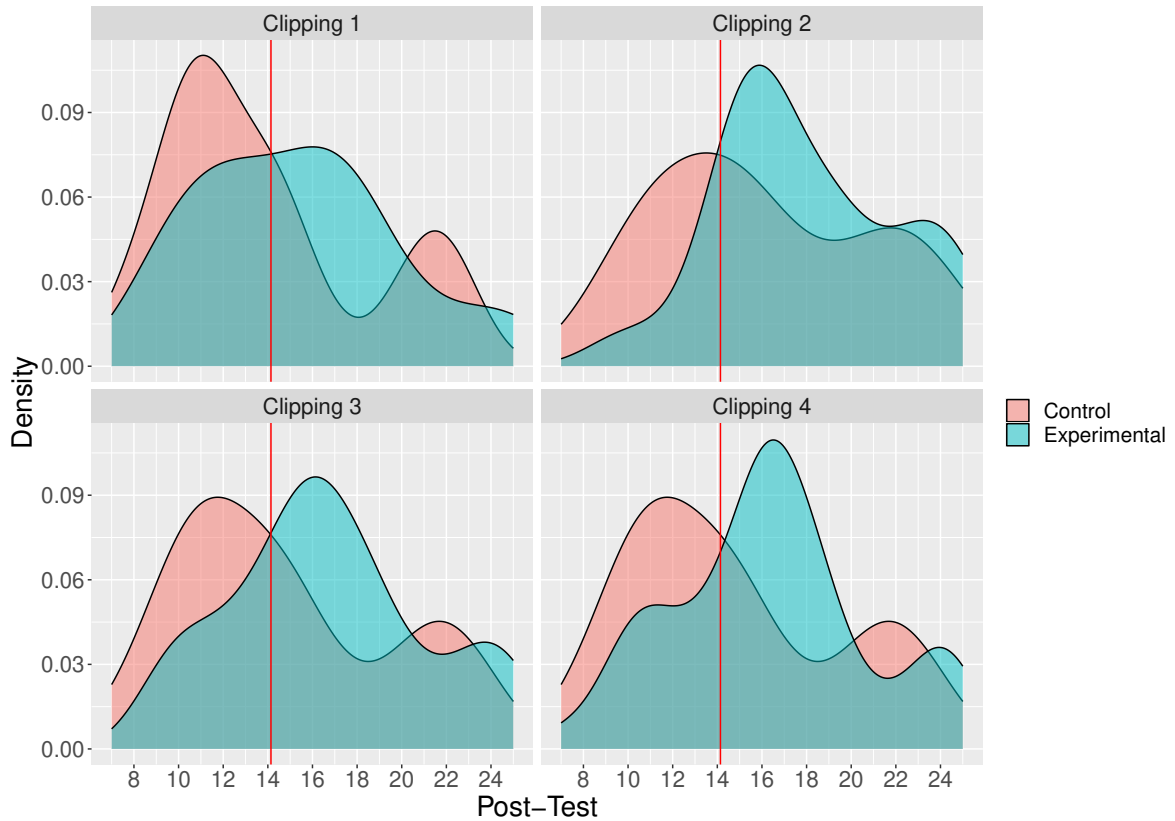 Clipping 1
Clipping 2
0.09
0.06
0.03
0.00
Clipping 3
Clipping 4
0.09
0.06
0.03
0.00
8 10 12 14 16 18 20 22 24
8 10 12 14 16 18 20 22 24
Post−Test
Density
Control
Experimental